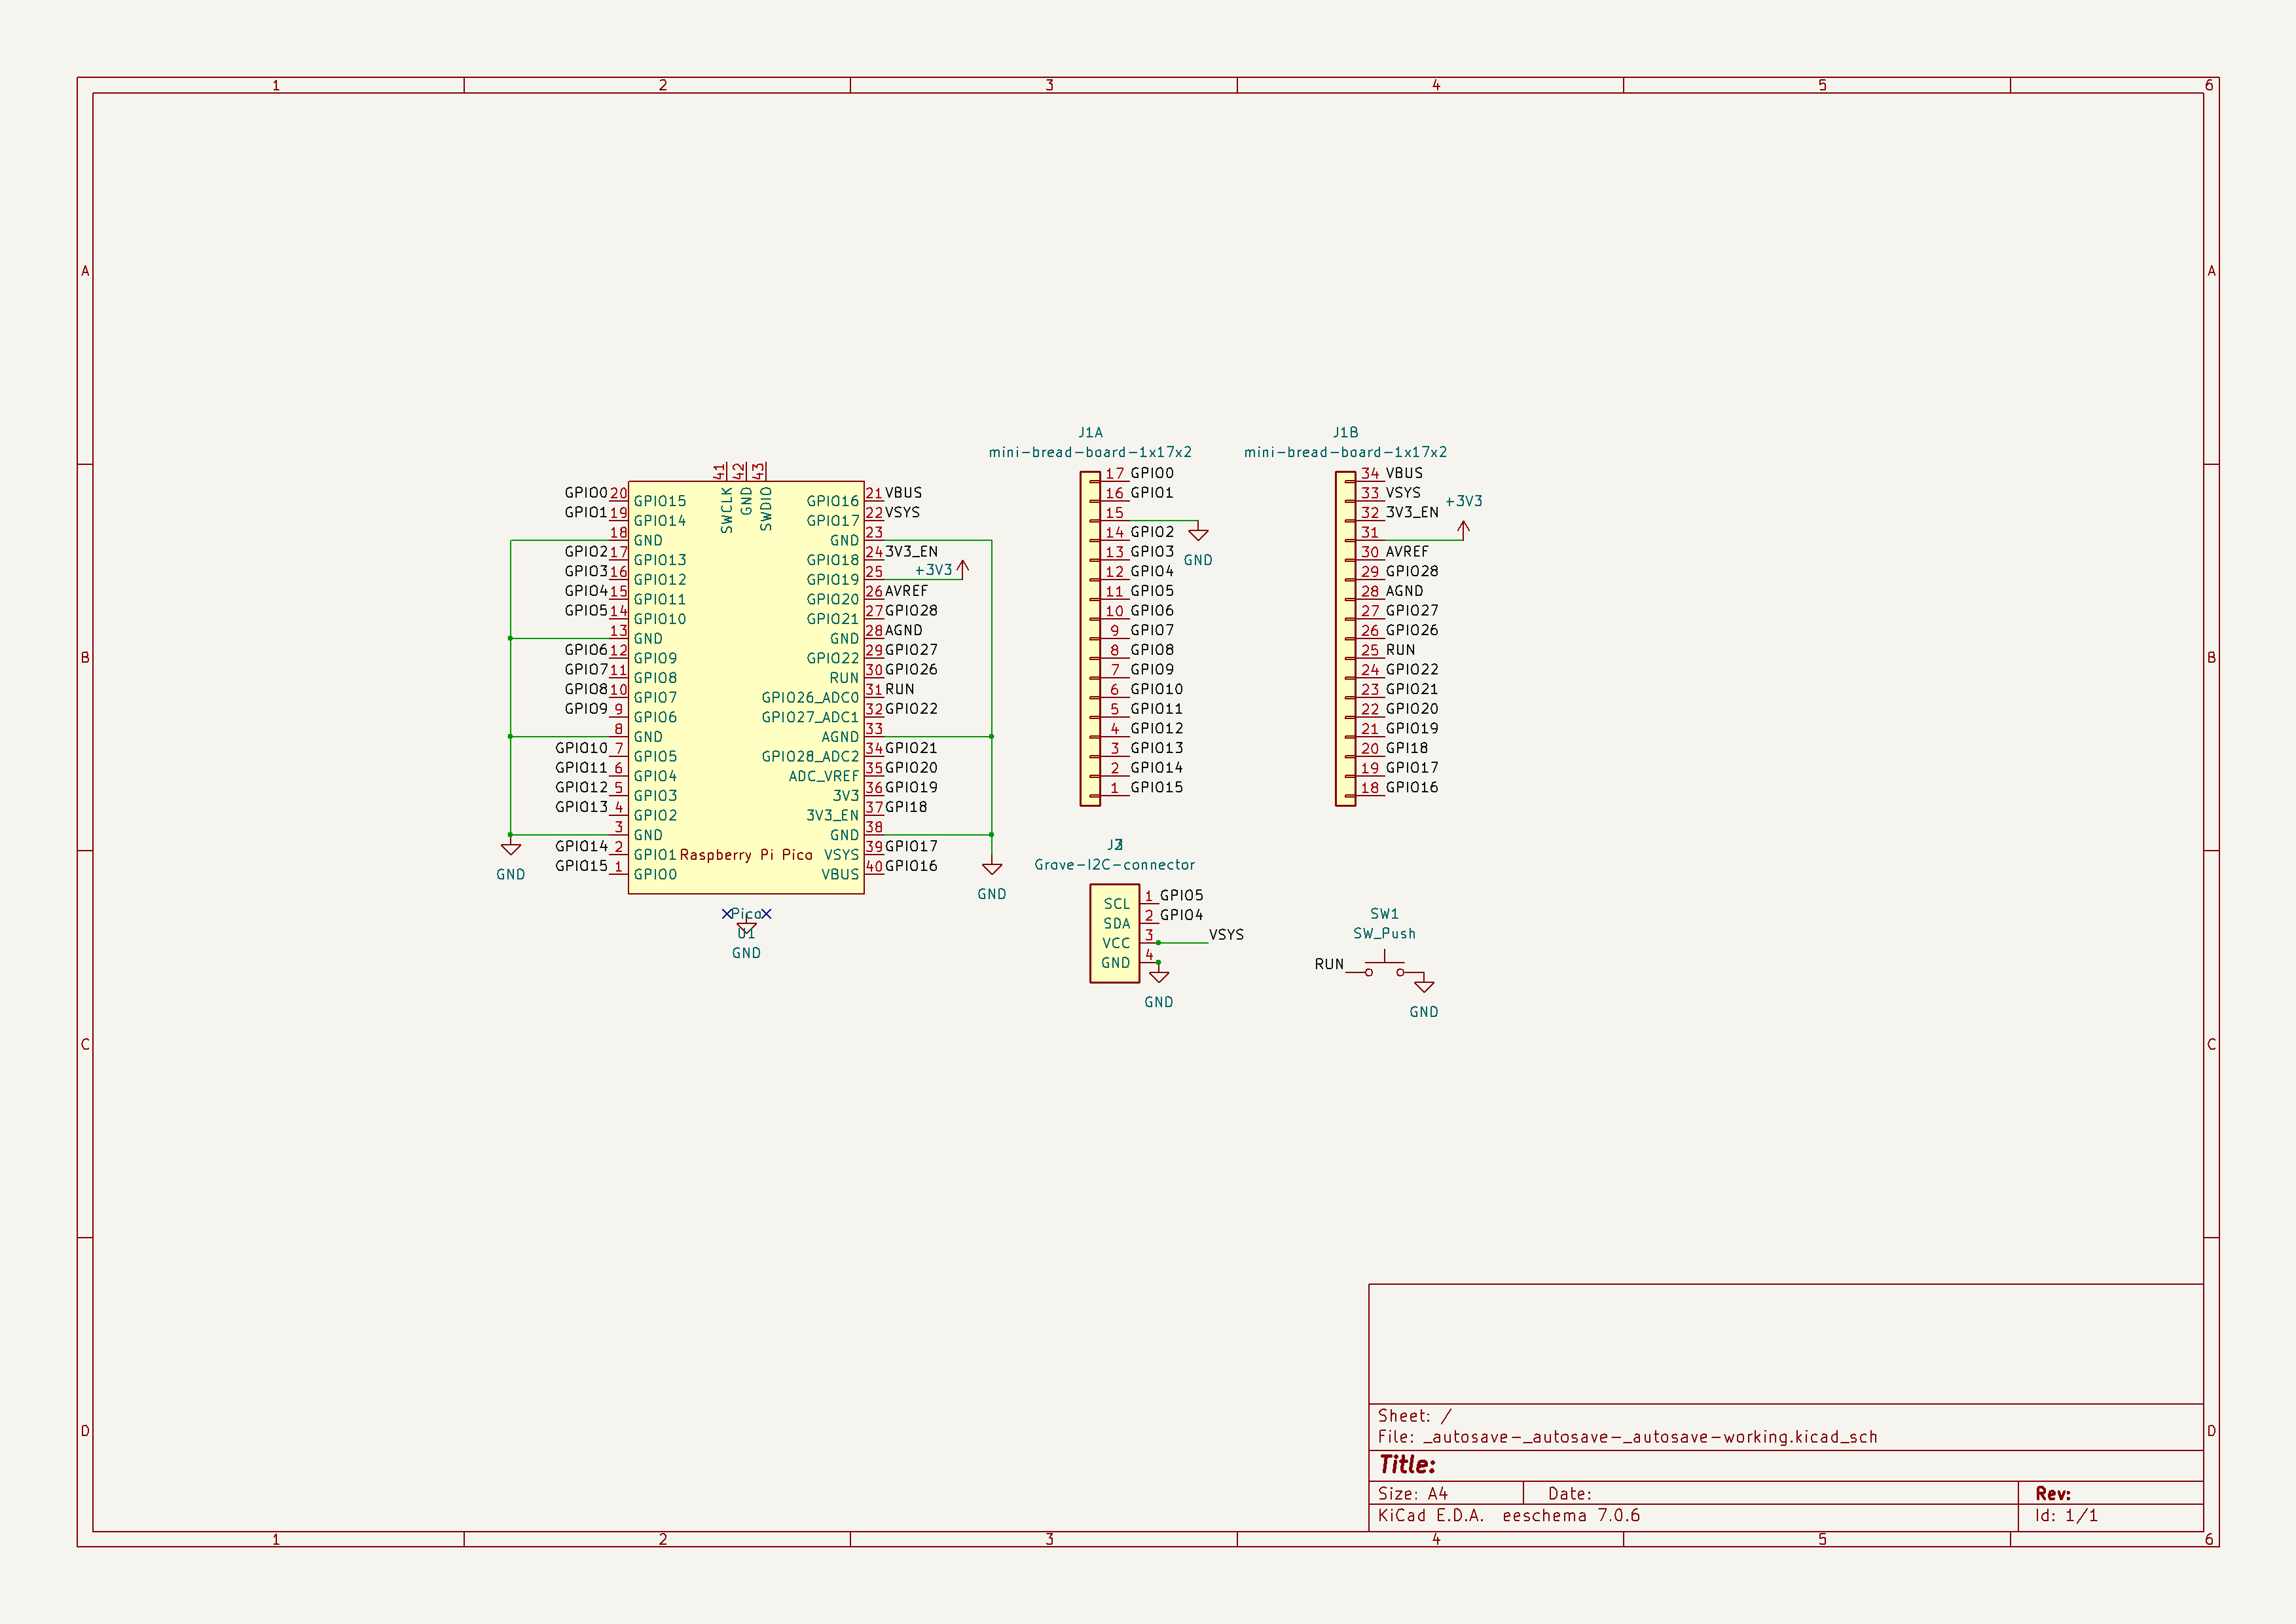 1 2 3 4 5 6
A A
B B
C C
D D
GPIO0 20 GPIO15
GPIO1 19 GPIO14
18 GND
GPIO2 17 GPIO13
GPIO3 16 GPIO12
GPIO4 15 GPIO11
GPIO5 14 GPIO10
13 GND
GPIO6 12 GPIO9
GPIO7 11 GPIO8
GPIO8 10 GPIO7
GPIO9 9 GPIO6
8 GND
GPIO10 7 GPIO5
GPIO11 6 GPIO4
GPIO12 5 GPIO3
GPIO13 4 GPIO2
3 GND
GPIO14 2 GPIO1
GPIO15 1 GPIO0
GND
41 42 43
SWCLK GND SWDIO
Raspberry Pi Pico
GPIO16 21 VBUS
GPIO17 22 VSYS
GND 23
GPIO18 24 3V3_EN
GPIO19 25 +3V3
GPIO20 26 AVREF
GPIO21 27 GPIO28
GND 28 AGND
GPIO22 29 GPIO27
RUN 30 GPIO26
GPIO26_ADC0 31 RUN
GPIO27_ADC1 32 GPIO22
AGND 33
GPIO28_ADC2 34 GPIO21
ADC_VREF 35 GPIO20
3V3 36 GPIO19
3V3_EN 37 GPI18
GND 38
VSYS 39 GPIO17
VBUS 40 GPIO16
GND
Pico
U1
GND
J1A
mini-bread-board-1x17x2
17 GPIO0
16 GPIO1
15
14 GPIO2
13 GPIO3
12 GPIO4
11 GPIO5
10 GPIO6
9 GPIO7
8 GPIO8
7 GPIO9
6 GPIO10
5 GPIO11
4 GPIO12
3 GPIO13
2 GPIO14
1 GPIO15
GND
J1B
mini-bread-board-1x17x2
34 VBUS
33 VSYS
32 3V3_EN
31
+3V3
30 AVREF
29 GPIO28
28 AGND
27 GPIO27
26 GPIO26
25 RUN
24 GPIO22
23 GPIO21
22 GPIO20
21 GPIO19
20 GPI18
19 GPIO17
18 GPIO16
Grove-I2C-connector
SCL 1 GPIO5
SDA 2 GPIO4
VCC 3 VSYS
GND 4
GND
SW1
SW_Push
RUN
GND
Sheet: /
File: _autosave-_autosave-_autosave-working.kicad_sch
Title:
Size: A4 Date: Rev:
KiCad E.D.A. eeschema 7.0.6 Id: 1/1
1 2 3 4 5 6